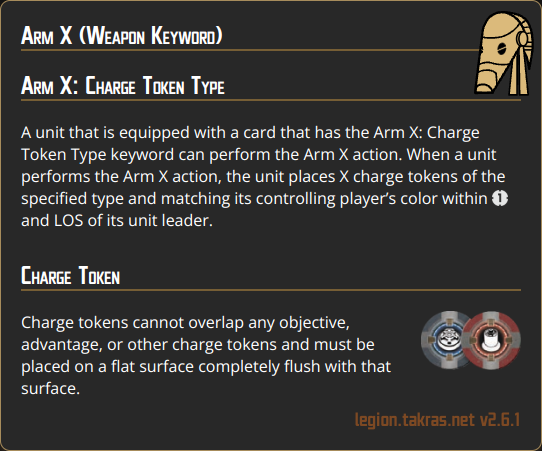 Arm X (Weapon Keyword)
Arm X: Charge Token Type
A unit that is equipped with a card that has the Arm X: Charge
Token Type keyword can perform the Arm X action. When a unit
performs the Arm X action, the unit places X charge tokens of the
specified type and matching its controlling player's color within 1
and LOS of its unit leader.
Charge Token
Charge tokens cannot overlap any objective,
advantage, or other charge tokens and must be
placed on a flat surface completely flush with that
surface.
legion.takras.net v2.6.1